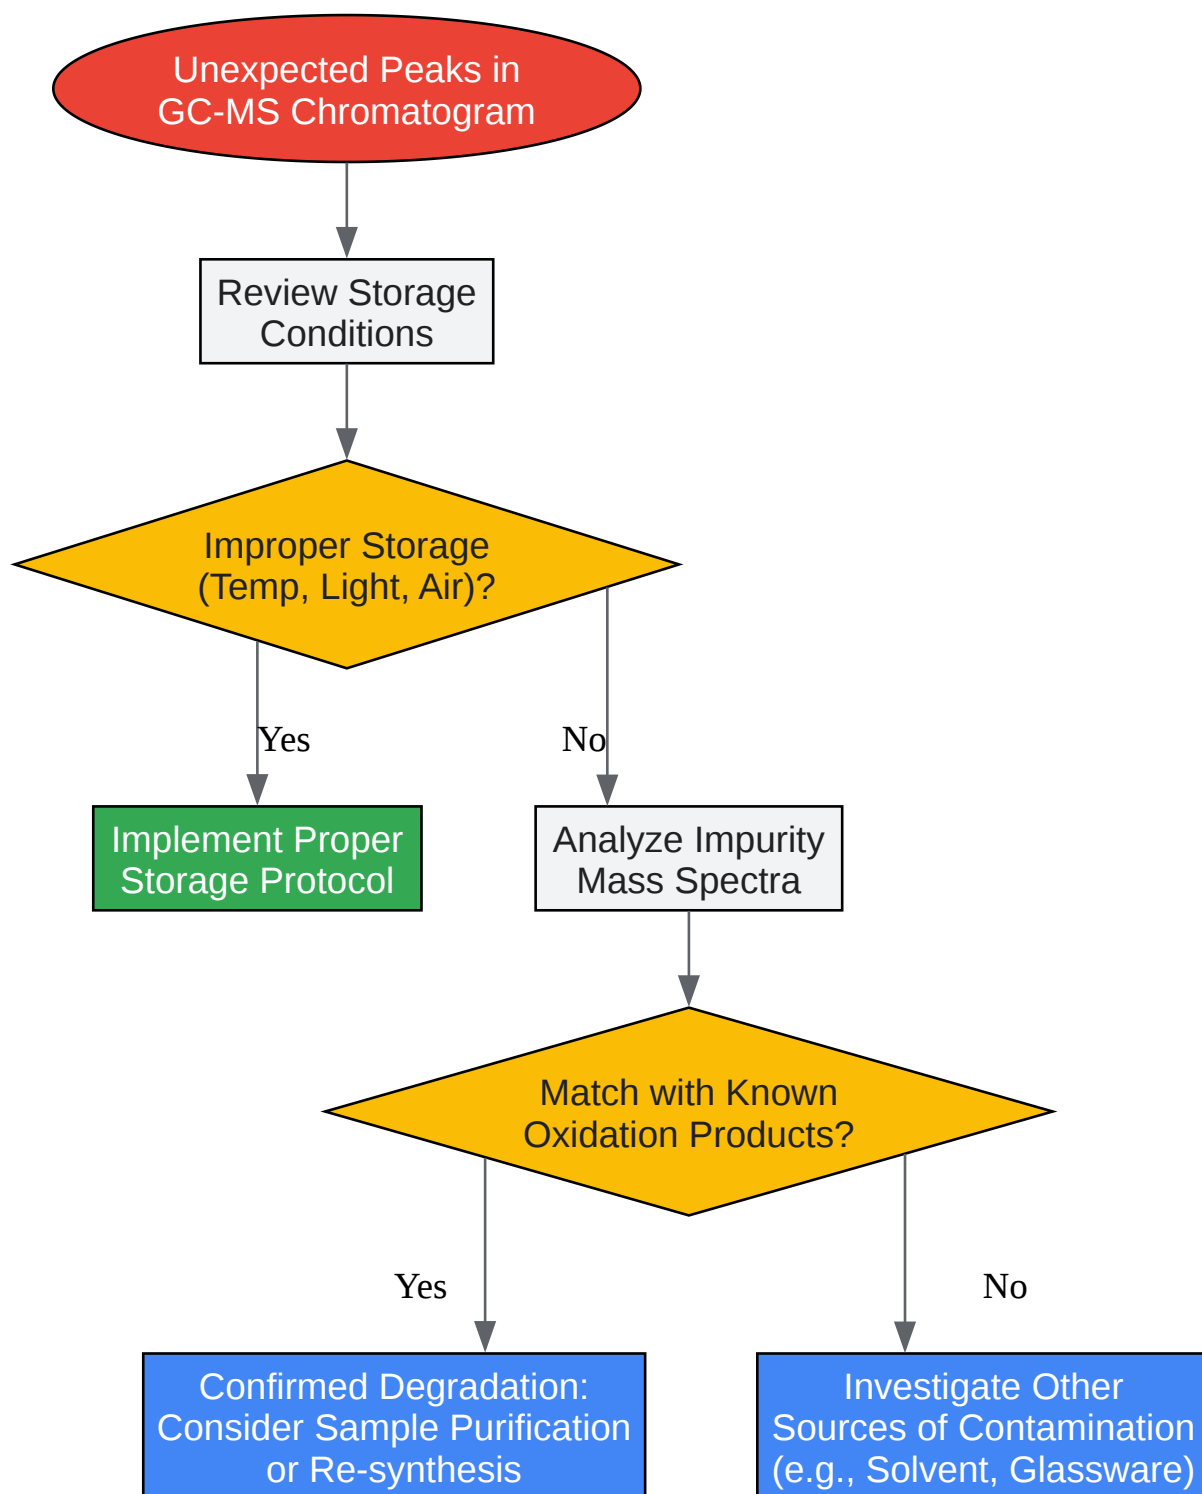 Unexpected Peaks in
GC-MS Chromatogram
Review Storage
Conditions
Improper Storage
(Temp, Light, Air)?
Yes
No
Implement Proper
Storage Protocol
Analyze Impurity
Mass Spectra
Match with Known
Oxidation Products?
Yes
No
Confirmed Degradation:
Consider Sample Purification
or Re-synthesis
Investigate Other
Sources of Contamination
(e.g., Solvent, Glassware)